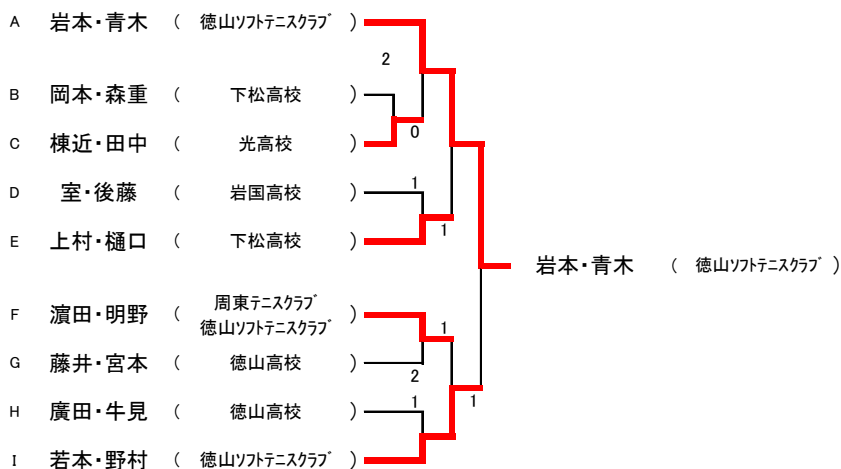 A 岩本・青木 ( 徳山ソフトテニスクラブ )
2
B 岡本・森重 ( 下松高校 )
0
C 棟近・田中 ( 光高校 )
D 室・後藤 ( 岩国高校 ) 1
E 上村・樋口 ( 下松高校 ) 1
岩本・青木 ( 徳山ソフトテニスクラブ )
F 濵田・明野 ( 周東テニスクラブ
徳山ソフトテニスクラブ ) 1
G 藤井・宮本 ( 徳山高校 )
2
H 廣田・牛見 ( 徳山高校 ) 1
1
I 若本・野村 ( 徳山ソフトテニスクラブ )